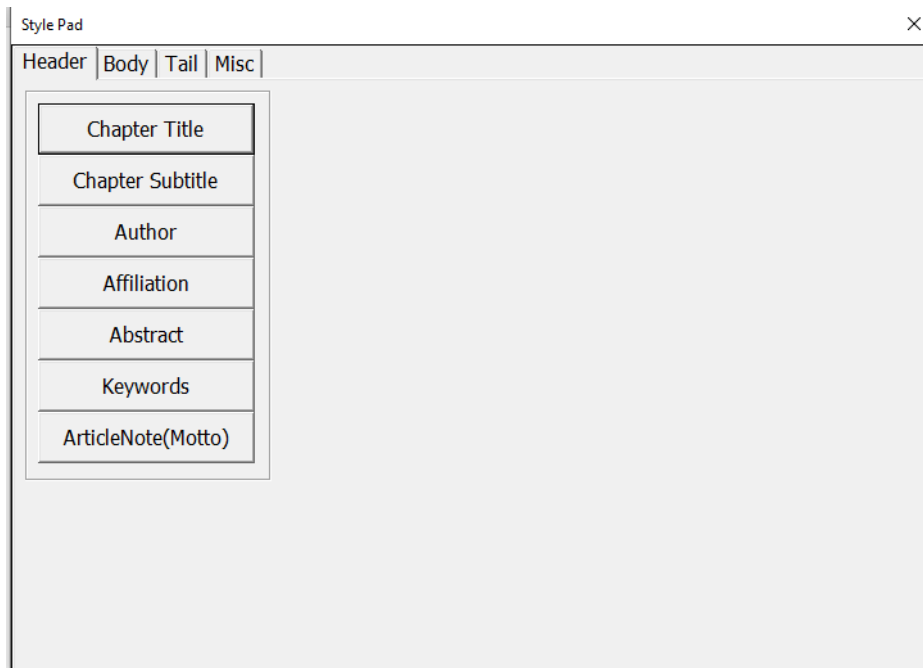 Style Pad
Header Body Tail Misc
Chapter Title
Chapter Subtitle
Author
Affiliation
Abstract
Keywords
ArticleNote(Motto)